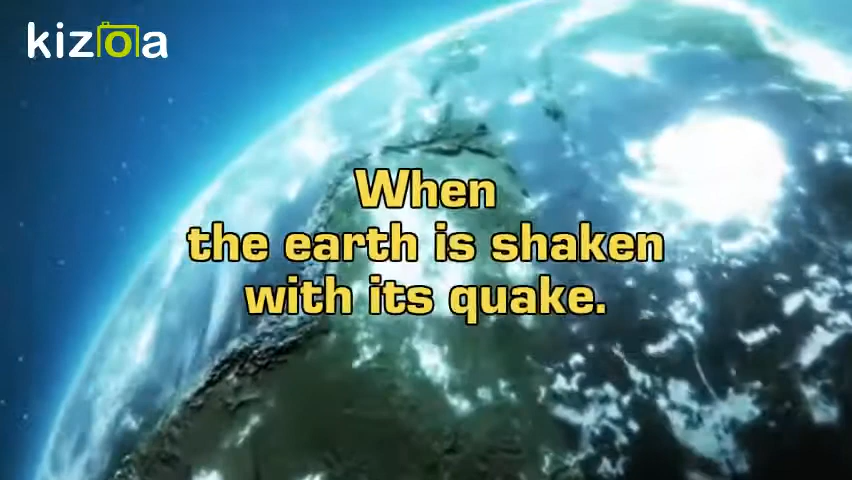 kizoa
When
the earth is shaken
with its quake.